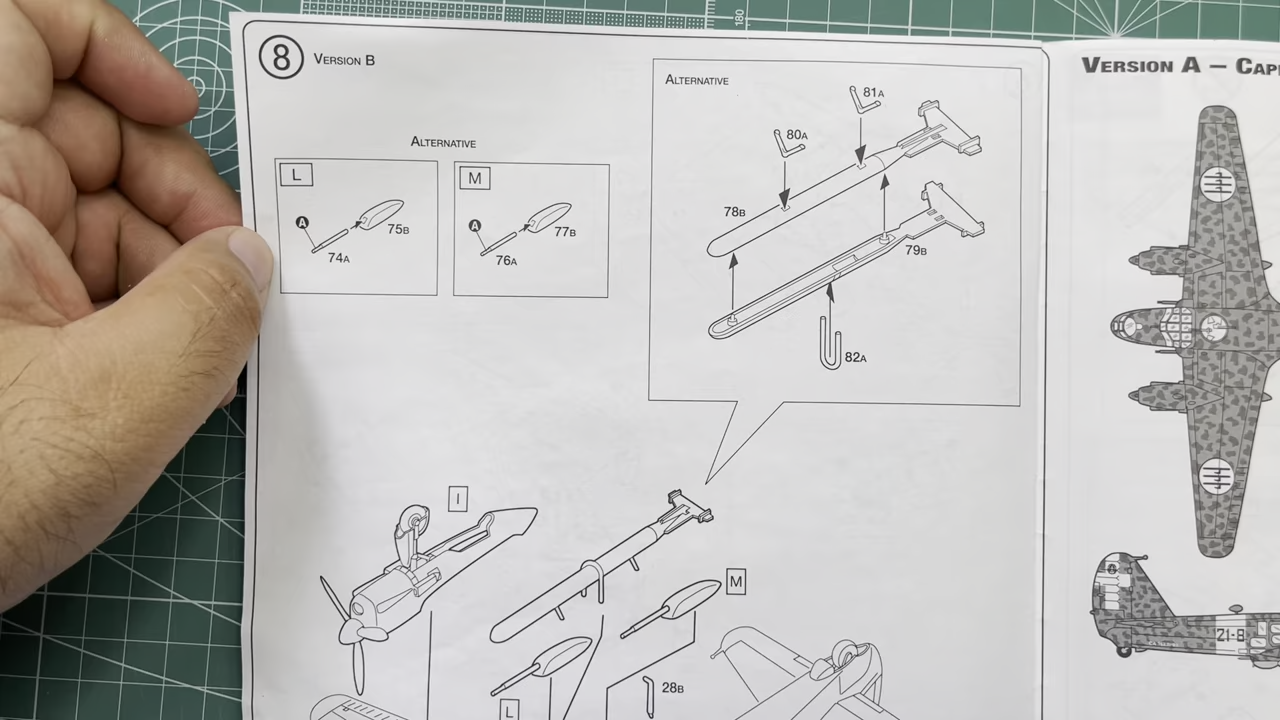 180
8 VERSION B
ALTERNATIVE
L
A
75B
74A
M
A
77B
76A
ALTERNATIVE
81A
80A
78B
79B
82A
I
M
L
28B
VERSION A – CAP
21-8